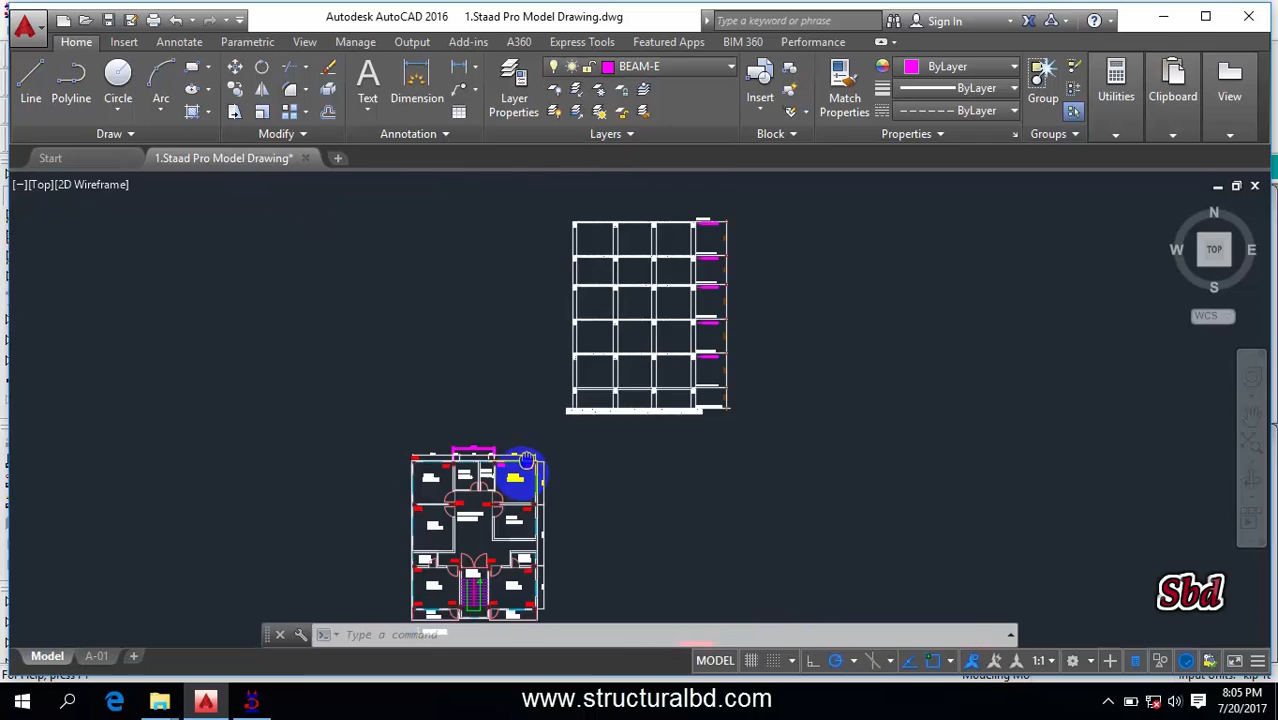 Autodesk AutoCAD 2016 1.Staad Pro Model Drawing.dwg
Type a keyword or phrase
Sign In
Home Insert Annotate Parametric View Manage Output Add-ins A360 Express Tools Featured Apps BIM 360 Performance
BEAM-E
ByLayer
ByLayer
ByLayer
Line Polyline Circle Arc Text Dimension Layer Properties Insert Match Properties Group Utilities Clipboard View
Draw Modify Annotation Layers Block Properties Groups
Start 1.Staad Pro Model Drawing*
[−][Top][2D Wireframe]
N
W TOP E
S
WCS
Sbd
Type a command
Model A-01
MODEL 1:1
www.structuralbd.com
8:05 PM
7/20/2017